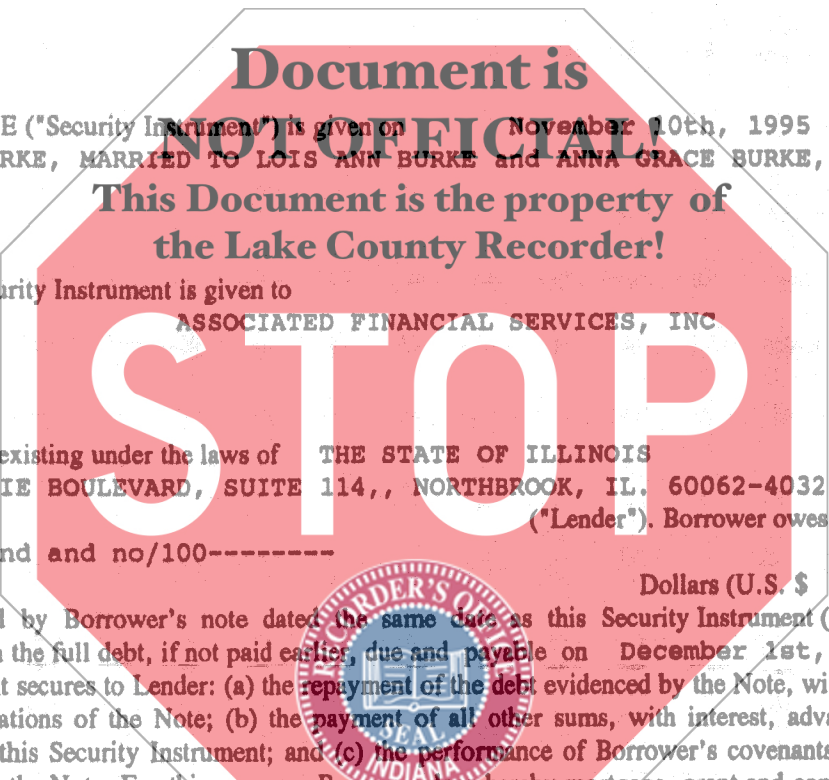 Document is
E ("Security Instrument") is given on November 10th, 1995
NOT OFFICIAL!
RKE, MARRIED TO LOIS ANN BURKE and ANNA GRACE BURKE,
This Document is the property of
the Lake County Recorder!
urity Instrument is given to
ASSOCIATED FINANCIAL SERVICES, INC
STOP
existing under the laws of THE STATE OF ILLINOIS
IE BOULEVARD, SUITE 114,, NORTHBROOK, IL. 60062-4032
("Lender"). Borrower owes
nd and no/100--------
Dollars (U.S. $
d by Borrower's note dated the same date as this Security Instrument (
the full debt, if not paid earlier, due and payable on December 1st,
t secures to Lender: (a) the repayment of the debt evidenced by the Note, wi
ations of the Note; (b) the payment of all other sums, with interest, adva
this Security Instrument; and (c) the performance of Borrower's covenants
RECORDER'S OFFICE
SEAL
INDIANA